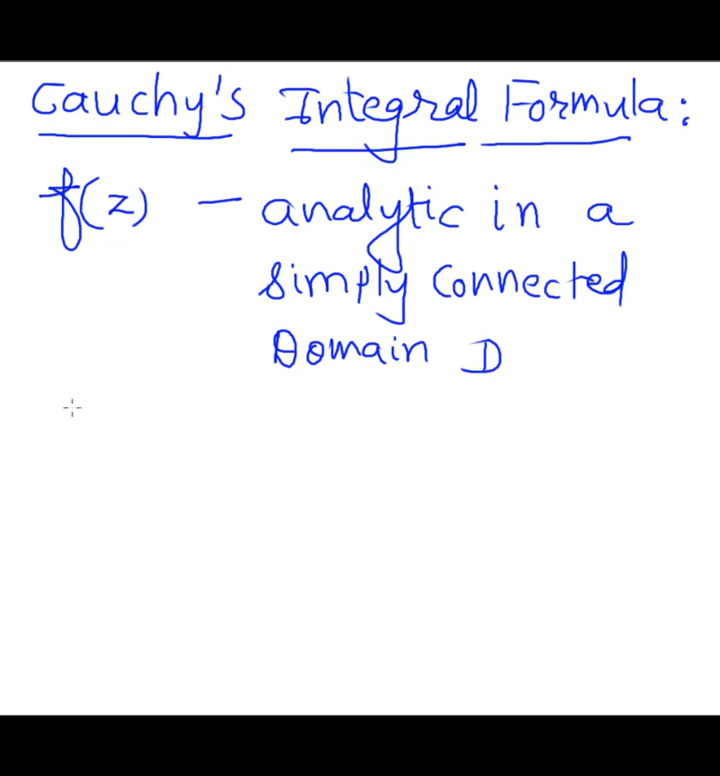 Cauchy's Integral Formula:
f(z) — analytic in a
simply connected
Domain D